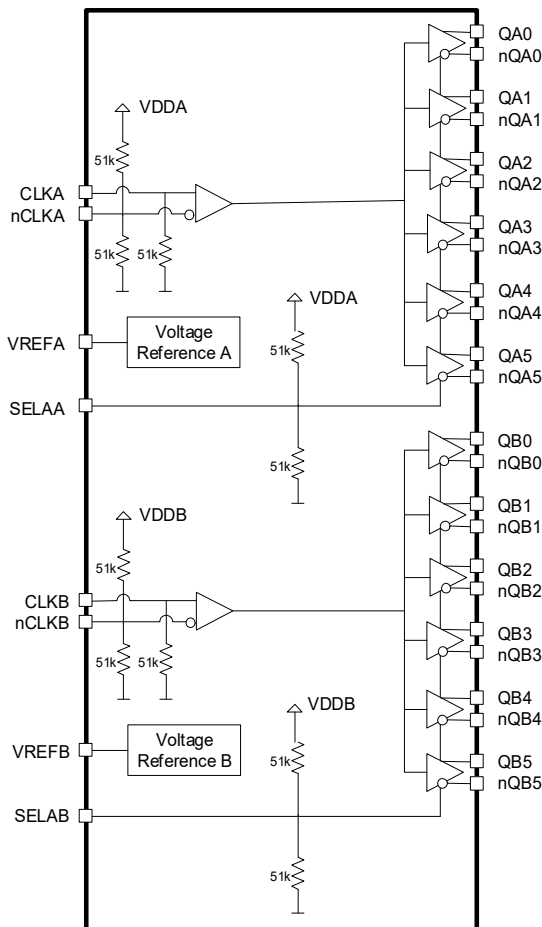 QA0
nQA0
QA1
nQA1
QA2
nQA2
QA3
nQA3
QA4
nQA4
QA5
nQA5
VDDA
51k
CLKA
nCLKA
51k
51k
VDDA
51k
VREFA
Voltage
Reference A
SELAA
51k
QB0
nQB0
QB1
nQB1
QB2
nQB2
QB3
nQB3
QB4
nQB4
QB5
nQB5
VDDB
51k
CLKB
nCLKB
51k
51k
VDDB
51k
VREFB
Voltage
Reference B
SELAB
51k